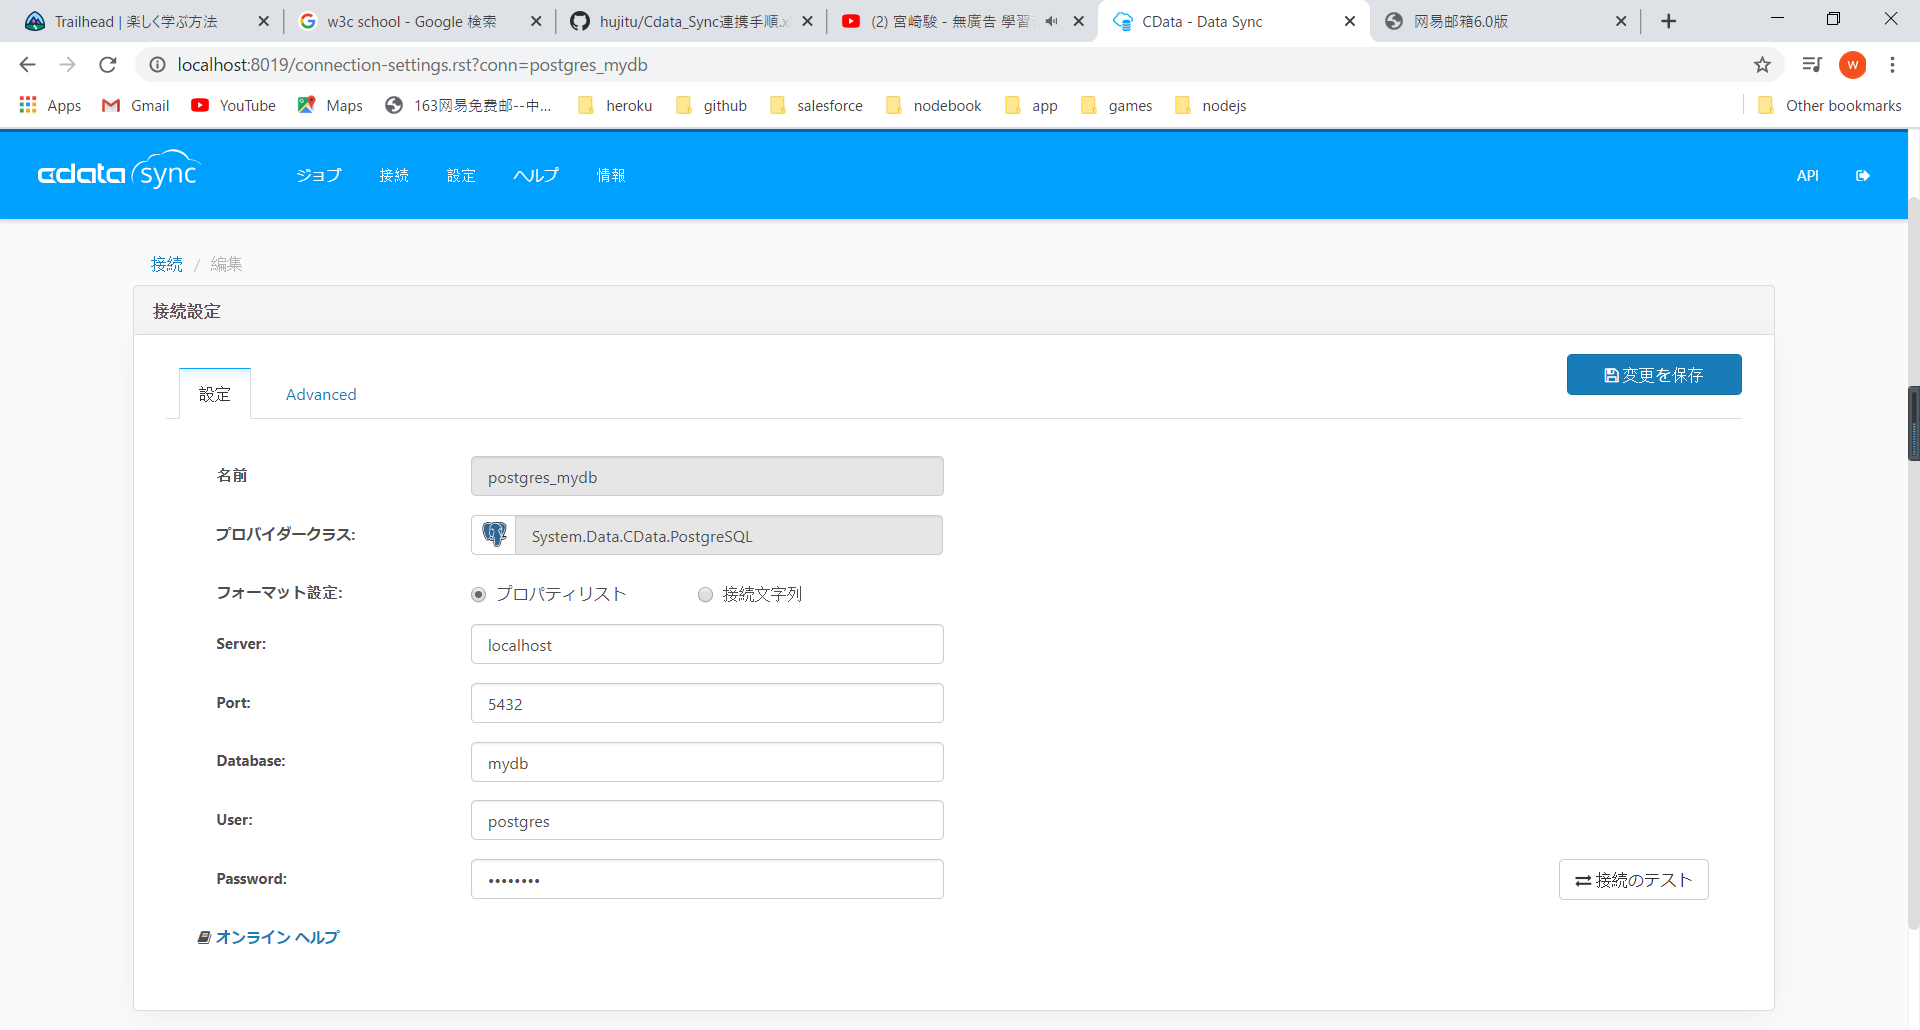 Trailhead | 楽しく学ぶ方法
w3c school - Google 検索
hujitu/Cdata_Sync連携手順.x
(2) 宮崎駿 - 無廣告 學習
CData - Data Sync
网易邮箱6.0版
localhost:8019/connection-settings.rst?conn=postgres_mydb
W
Apps
Gmail
YouTube
Maps
163网易免费邮--中...
heroku
github
salesforce
nodebook
app
games
nodejs
Other bookmarks
cdata sync
ジョブ
接続
設定
ヘルプ
情報
API
接続 / 編集
接続設定
設定
Advanced
変更を保存
名前
postgres_mydb
プロバイダークラス:
System.Data.CData.PostgreSQL
フォーマット設定:
プロパティリスト
接続文字列
Server:
localhost
Port:
5432
Database:
mydb
User:
postgres
Password:
••••••••
接続のテスト
オンライン ヘルプ